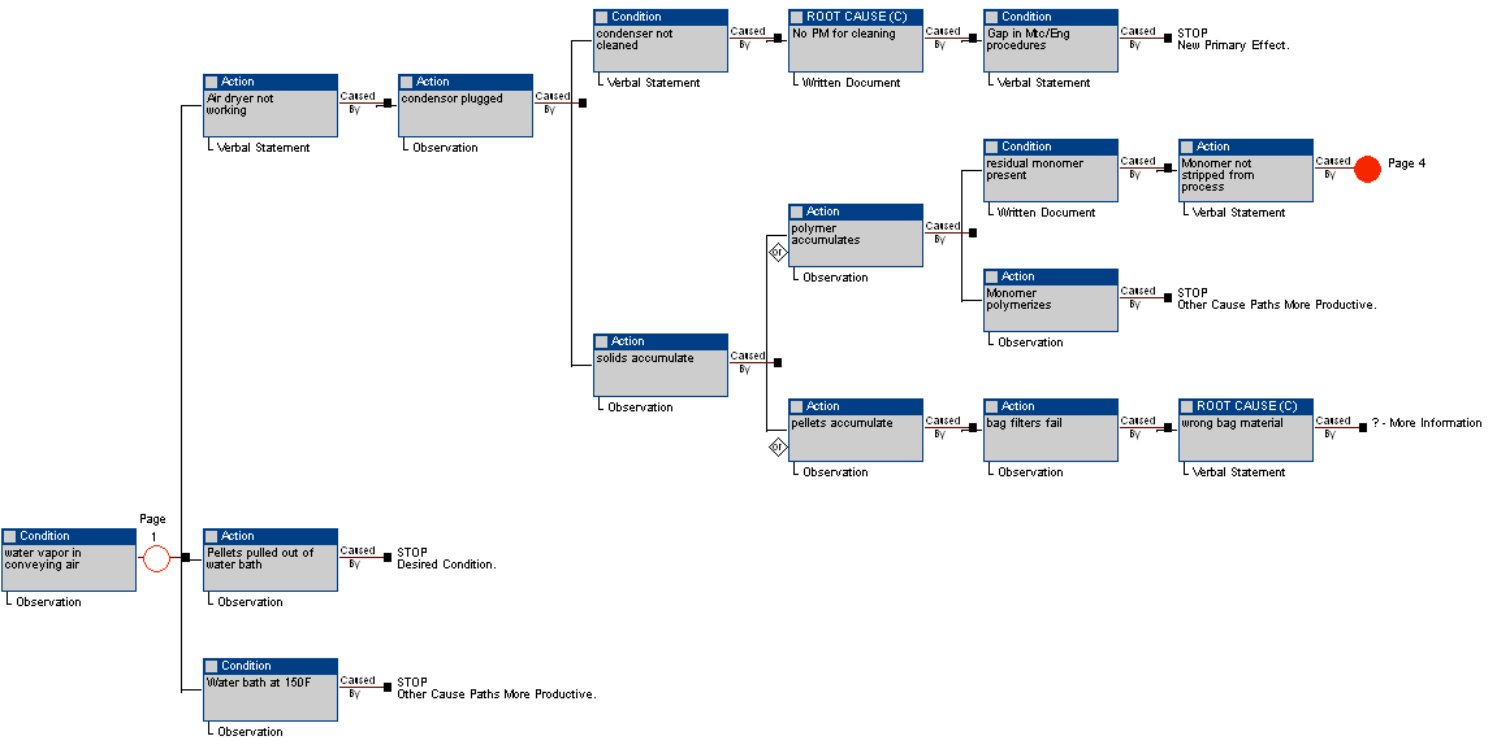 Condition
condenser not
cleaned
Verbal Statement
Caused
By
ROOT CAUSE (C)
No PM for cleaning
Written Document
Caused
By
Condition
Gap in Mtc/Eng
procedures
Verbal Statement
Caused
By
STOP
New Primary Effect.
Action
Air dryer not
working
Verbal Statement
Caused
By
Action
condensor plugged
Observation
Caused
By
Condition
residual monomer
present
Written Document
Caused
By
Action
Monomer not
stripped from
process
Verbal Statement
Caused
By
Page 4
or
Action
polymer
accumulates
Observation
Caused
By
Action
Monomer
polymerizes
Observation
Caused
By
STOP
Other Cause Paths More Productive.
Action
solids accumulate
Observation
Caused
By
or
Action
pellets accumulate
Observation
Caused
By
Action
bag filters fail
Observation
Caused
By
ROOT CAUSE (C)
wrong bag material
Verbal Statement
Caused
By
? - More Information
Condition
water vapor in
conveying air
Observation
Page
1
Action
Pellets pulled out of
water bath
Observation
Caused
By
STOP
Desired Condition.
Condition
Water bath at 150F
Observation
Caused
By
STOP
Other Cause Paths More Productive.